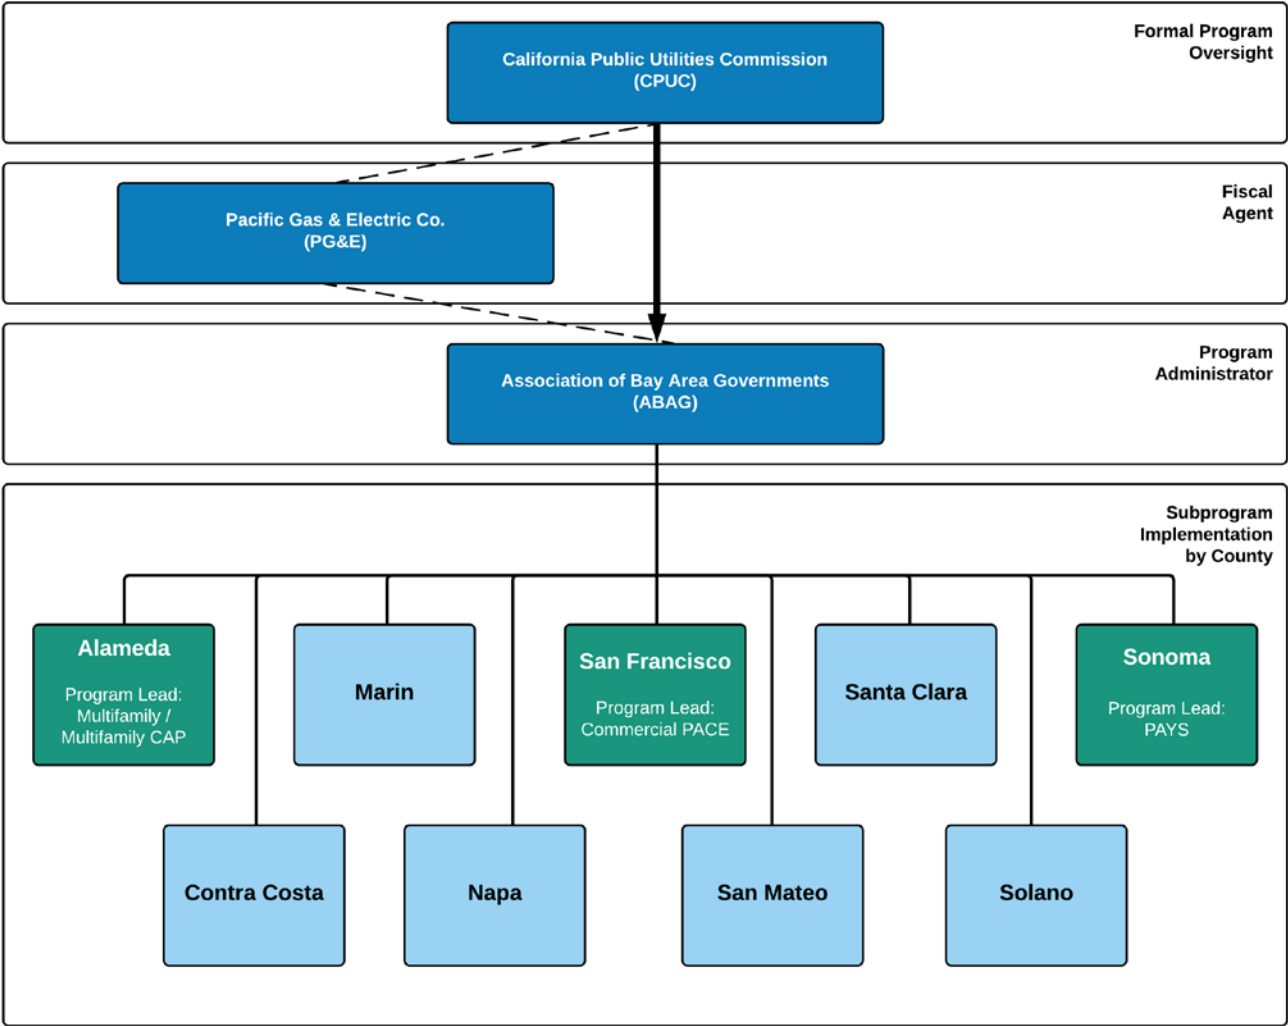 Formal Program
Oversight
California Public Utilities Commission
(CPUC)
Fiscal
Agent
Pacific Gas & Electric Co.
(PG&E)
Program
Administrator
Association of Bay Area Governments
(ABAG)
Subprogram
Implementation
by County
Alameda
Program Lead:
Multifamily /
Multifamily CAP
Marin
San Francisco
Program Lead:
Commercial PACE
Santa Clara
Sonoma
Program Lead:
PAYS
Contra Costa
Napa
San Mateo
Solano